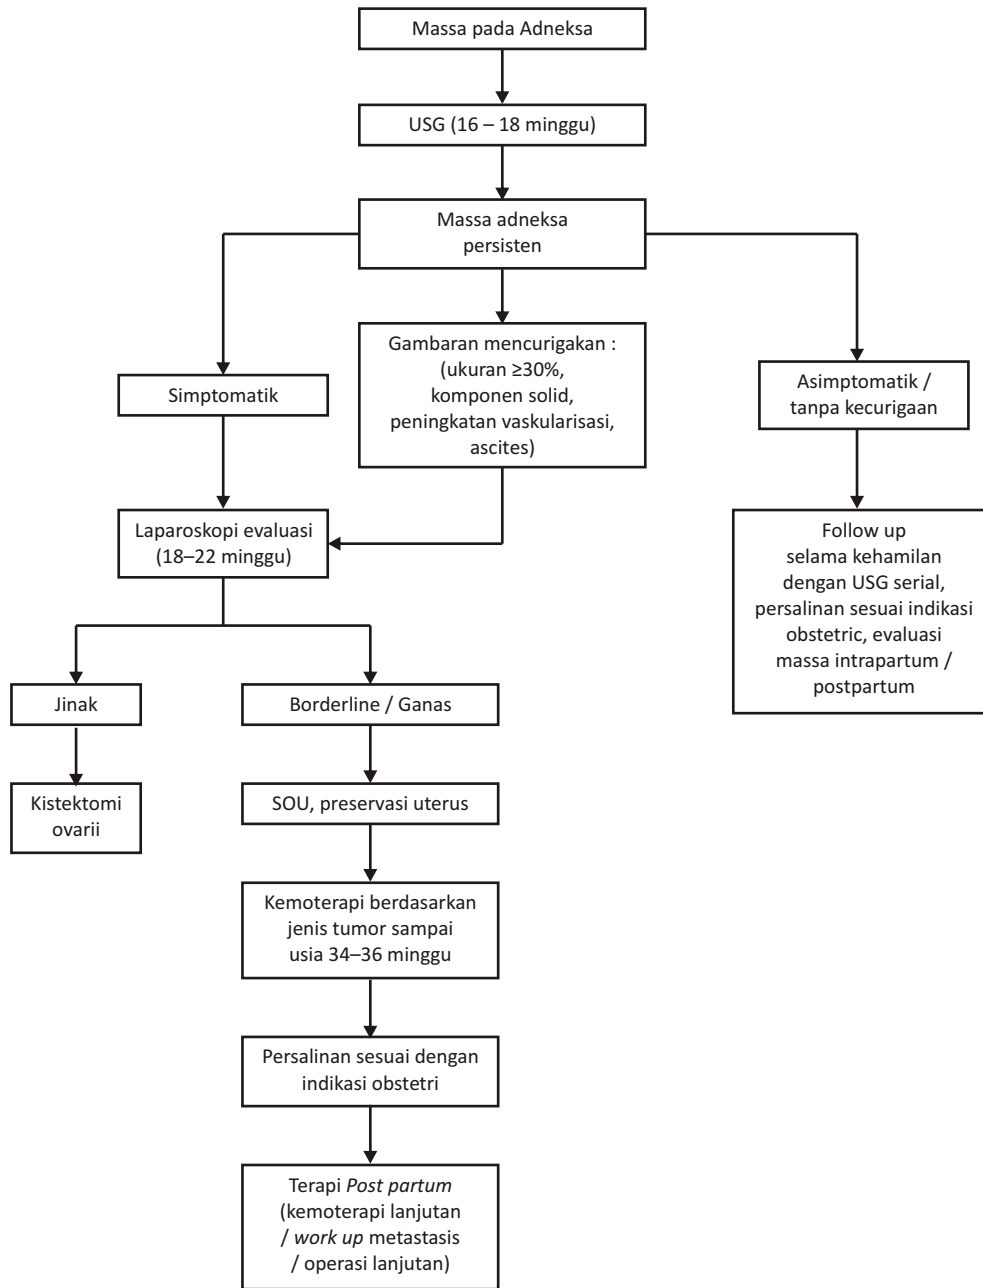 Massa pada Adneksa
USG (16 – 18 minggu)
Massa adneksa
persisten
Simptomatik
Gambaran mencurigakan :
(ukuran ≥30%,
komponen solid,
peningkatan vaskularisasi,
ascites)
Asimptomatik /
tanpa kecurigaan
Laparoskopi evaluasi
(18–22 minggu)
Follow up
selama kehamilan
dengan USG serial,
persalinan sesuai indikasi
obstetric, evaluasi
massa intrapartum /
postpartum
Jinak
Borderline / Ganas
Kistektomi
ovarii
SOU, preservasi uterus
Kemoterapi berdasarkan
jenis tumor sampai
usia 34–36 minggu
Persalinan sesuai dengan
indikasi obstetri
Terapi Post partum
(kemoterapi lanjutan
/ work up metastasis
/ operasi lanjutan)